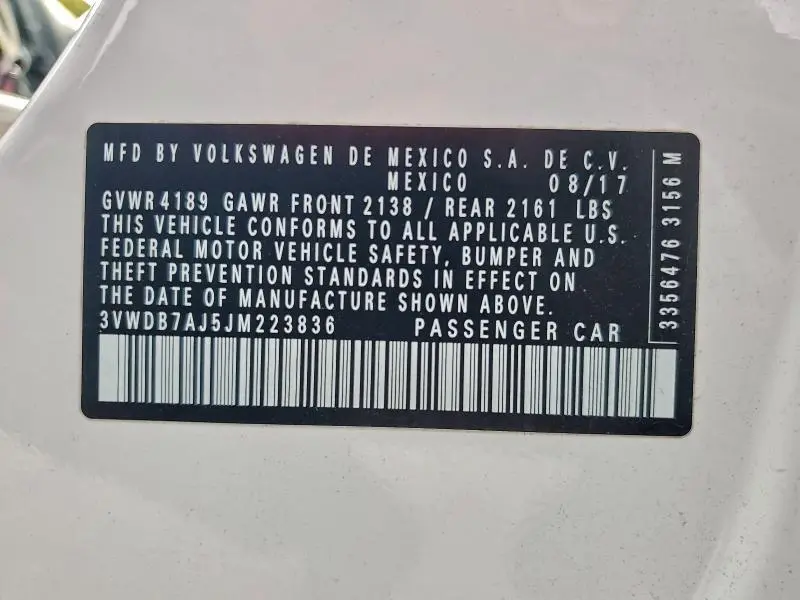 MFD BY VOLKSWAGEN DE MEXICO S.A. DE C.V.
MEXICO 08/17
GVWR 4189 GAWR FRONT 2138 / REAR 2161 LBS
THIS VEHICLE CONFORMS TO ALL APPLICABLE U.S.
FEDERAL MOTOR VEHICLE SAFETY, BUMPER AND
THEFT PREVENTION STANDARDS IN EFFECT ON
THE DATE OF MANUFACTURE SHOWN ABOVE.
3VWDB7AJ5JM223836 PASSENGER CAR
3356476 3156 M